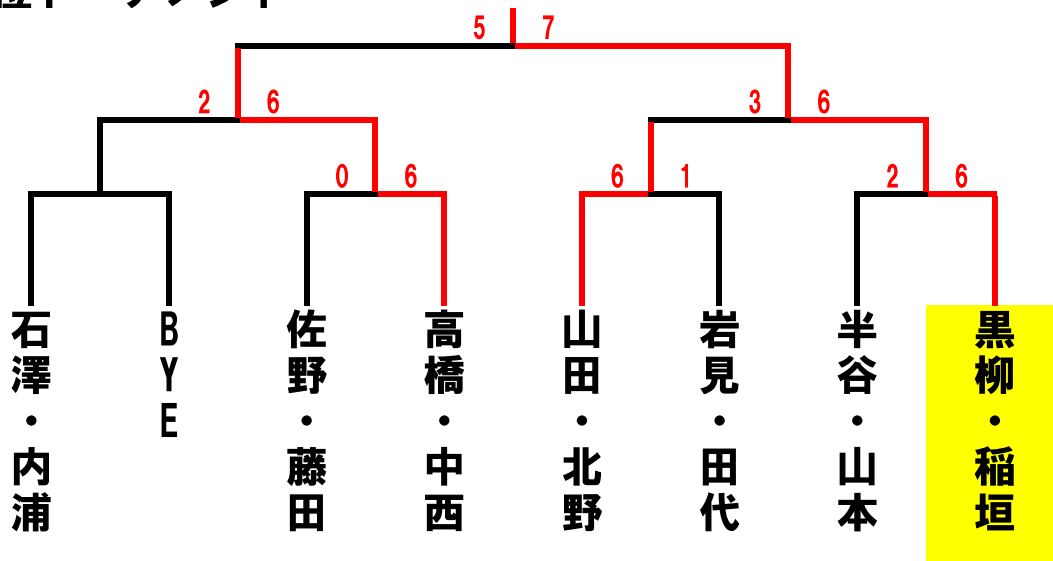 5 7
2 6 3 6
0 6 6 1 2 6
石澤・内浦
BYE
佐野・藤田
高橋・中西
山田・北野
岩見・田代
半谷・山本
黒柳・稲垣